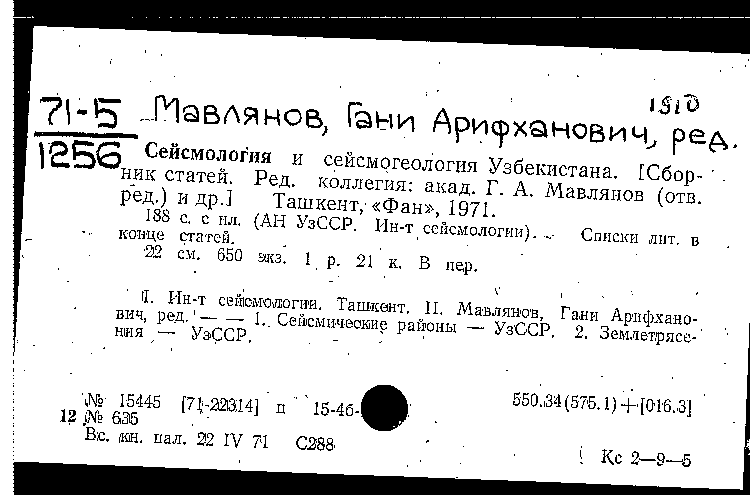 1910
71-5 Мавлянов, Гани Арифханович, ред.
1256 Сейсмология и сейсмогеология Узбекистана. [Сбор-
ник статей. Ред. коллегия: акад. Г. А. Мавлянов (отв.
ред.) и др.] Ташкент, «Фан», 1971.
188 с. с ил. (АН УзССР. Ин-т сейсмологии). Списки лит. в
конце статей.
22 см. 650 экз. 1 р. 21 к. В пер.
I. Ин-т сейсмологии. Ташкент. II. Мавлянов, Гани Арифхано-
вич, ред. — — 1. Сейсмические районы — УзССР. 2. Землетрясе-
ния — УзССР.
№ 15445 [71-22314] п 15-46- 550.34(575.1)+[016.3]
12 № 635
Вс. кн. пал. 22 IV 71 С288
Кс 2—9—5